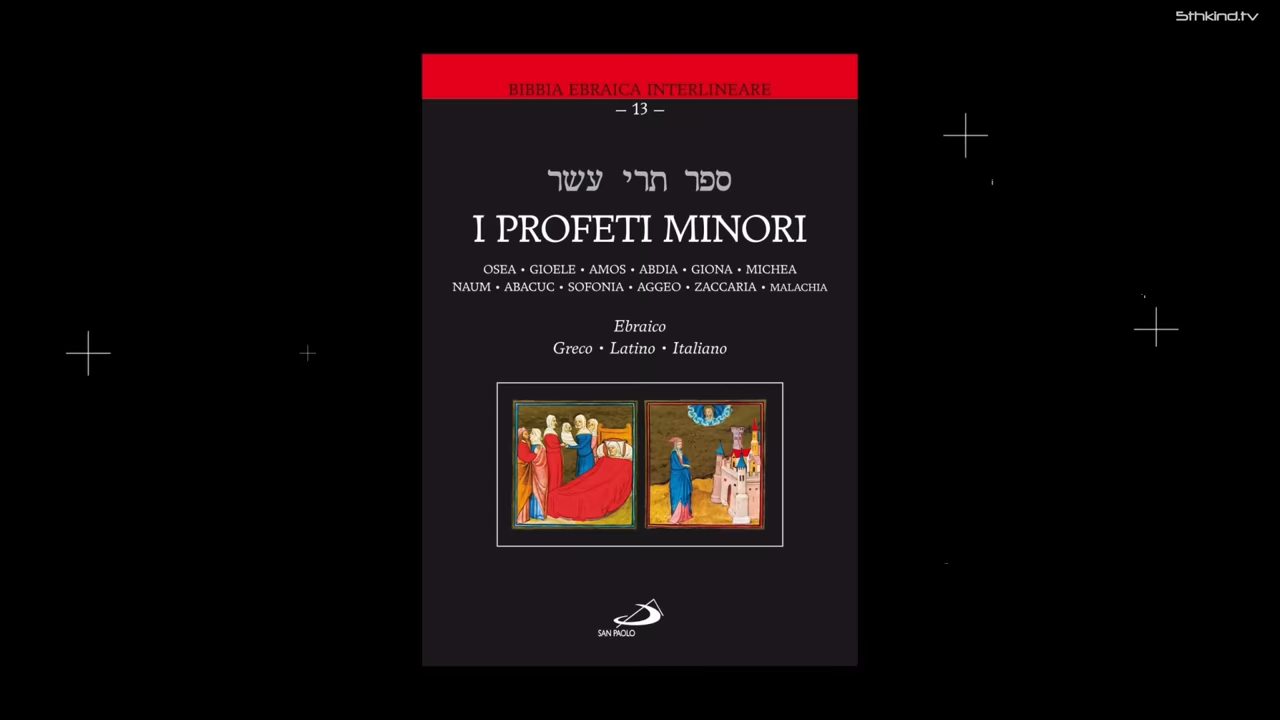 5thkind.tv
BIBBIA EBRAICA INTERLINEARE
– 13 –
ספר תרי עשר
I PROFETI MINORI
OSEA • GIOELE • AMOS • ABDIA • GIONA • MICHEA
NAUM • ABACUC • SOFONIA • AGGEO • ZACCARIA • MALACHIA
Ebraico
Greco • Latino • Italiano
SAN PAOLO